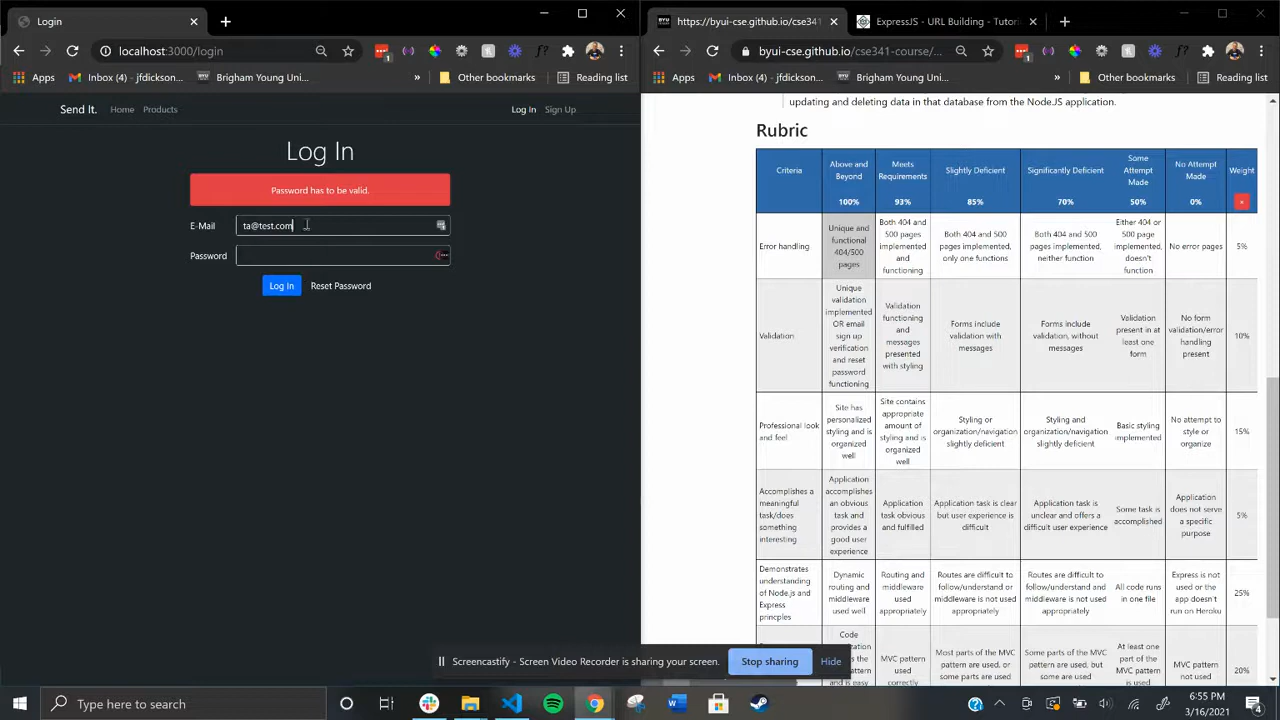 Login
localhost:3000/login
Apps
Inbox (4) – jfdickson...
Brigham Young Uni...
»
Other bookmarks
Reading list
Send It.
Home
Products
Log In
Sign Up
Log In
Password has to be valid.
E-Mail
ta@test.com
Password
Log In
Reset Password
https://byui-cse.github.io/cse341
ExpressJS - URL Building - Tutori
byui-cse.github.io/cse341-course/...
Apps
Inbox (2) – jfdickson...
Brigham Young Uni...
»
Other bookmarks
Reading list
updating and deleting data in that database from the Node.JS application.
Rubric
Criteria
Above and
Beyond
100%
Meets
Requirements
93%
Slightly Deficient
85%
Significantly Deficient
70%
Some
Attempt
Made
50%
No Attempt
Made
0%
Weight
Error handling
Unique and
functional
404/500
pages
Both 404 and
500 pages
implemented
and
functioning
Both 404 and 500
pages implemented,
only one functions
Both 404 and 500
pages implemented,
neither function
Either 404 or
500 page
implemented,
doesn't
function
No error pages
5%
Validation
Unique
validation
implemented
OR email
sign up
verification
and reset
password
functioning
Validation
functioning
and
messages
presented
with styling
Forms include
validation with
messages
Forms include
validation, without
messages
Validation
present in at
least one
form
No form
validation/error
handling
present
10%
Professional look
and feel
Site has
personalized
styling and is
organized
well
Site contains
appropriate
amount of
styling and is
organized
well
Styling or
organization/navigation
slightly deficient
Styling and
organization/navigation
slightly deficient
Basic styling
implemented
No attempt to
style or
organize
15%
Accomplishes a
meaningful
task/does
something
interesting
Application
accomplishes
an obvious
task and
provides a
good user
experience
Application
task obvious
and fulfilled
Application task is clear
but user experience is
difficult
Application task is
unclear and offers a
difficult user experience
Some task is
accomplished
Application
does not serve
a specific
purpose
5%
Demonstrates
understanding
of Node.js and
Express
princples
Dynamic
routing and
middleware
used well
Routing and
middleware
used
appropriately
Routes are difficult to
follow/understand or
middleware is not used
appropriately
Routes are difficult to
follow/understand and
middleware is not used
appropriately
All code runs
in one file
Express is not
used or the
app doesn't
run on Heroku
25%
Code
MVC
pattern used
correctly
Most parts of the MVC
pattern are used, or
some parts are used
Some parts of the MVC
pattern are used, but
some are used
At least one
part of the
MVC
pattern is
used
MVC pattern
not used
20%
Screencastify - Screen Video Recorder is sharing your screen.
Stop sharing
Hide
Type here to search
6:55 PM
3/16/2021
4